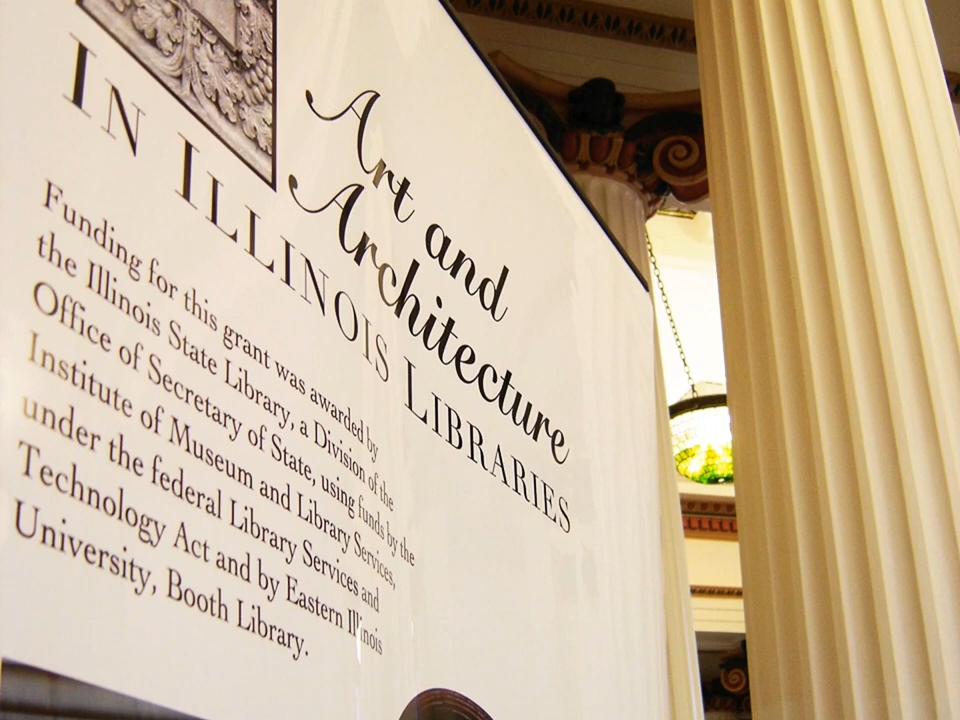 Art and
Architecture
IN ILLINOIS LIBRARIES
Funding for this grant was awarded by
the Illinois State Library, a Division of the
Office of Secretary of State, using funds by the
Institute of Museum and Library Services,
under the federal Library Services and
Technology Act and by Eastern Illinois
University, Booth Library.